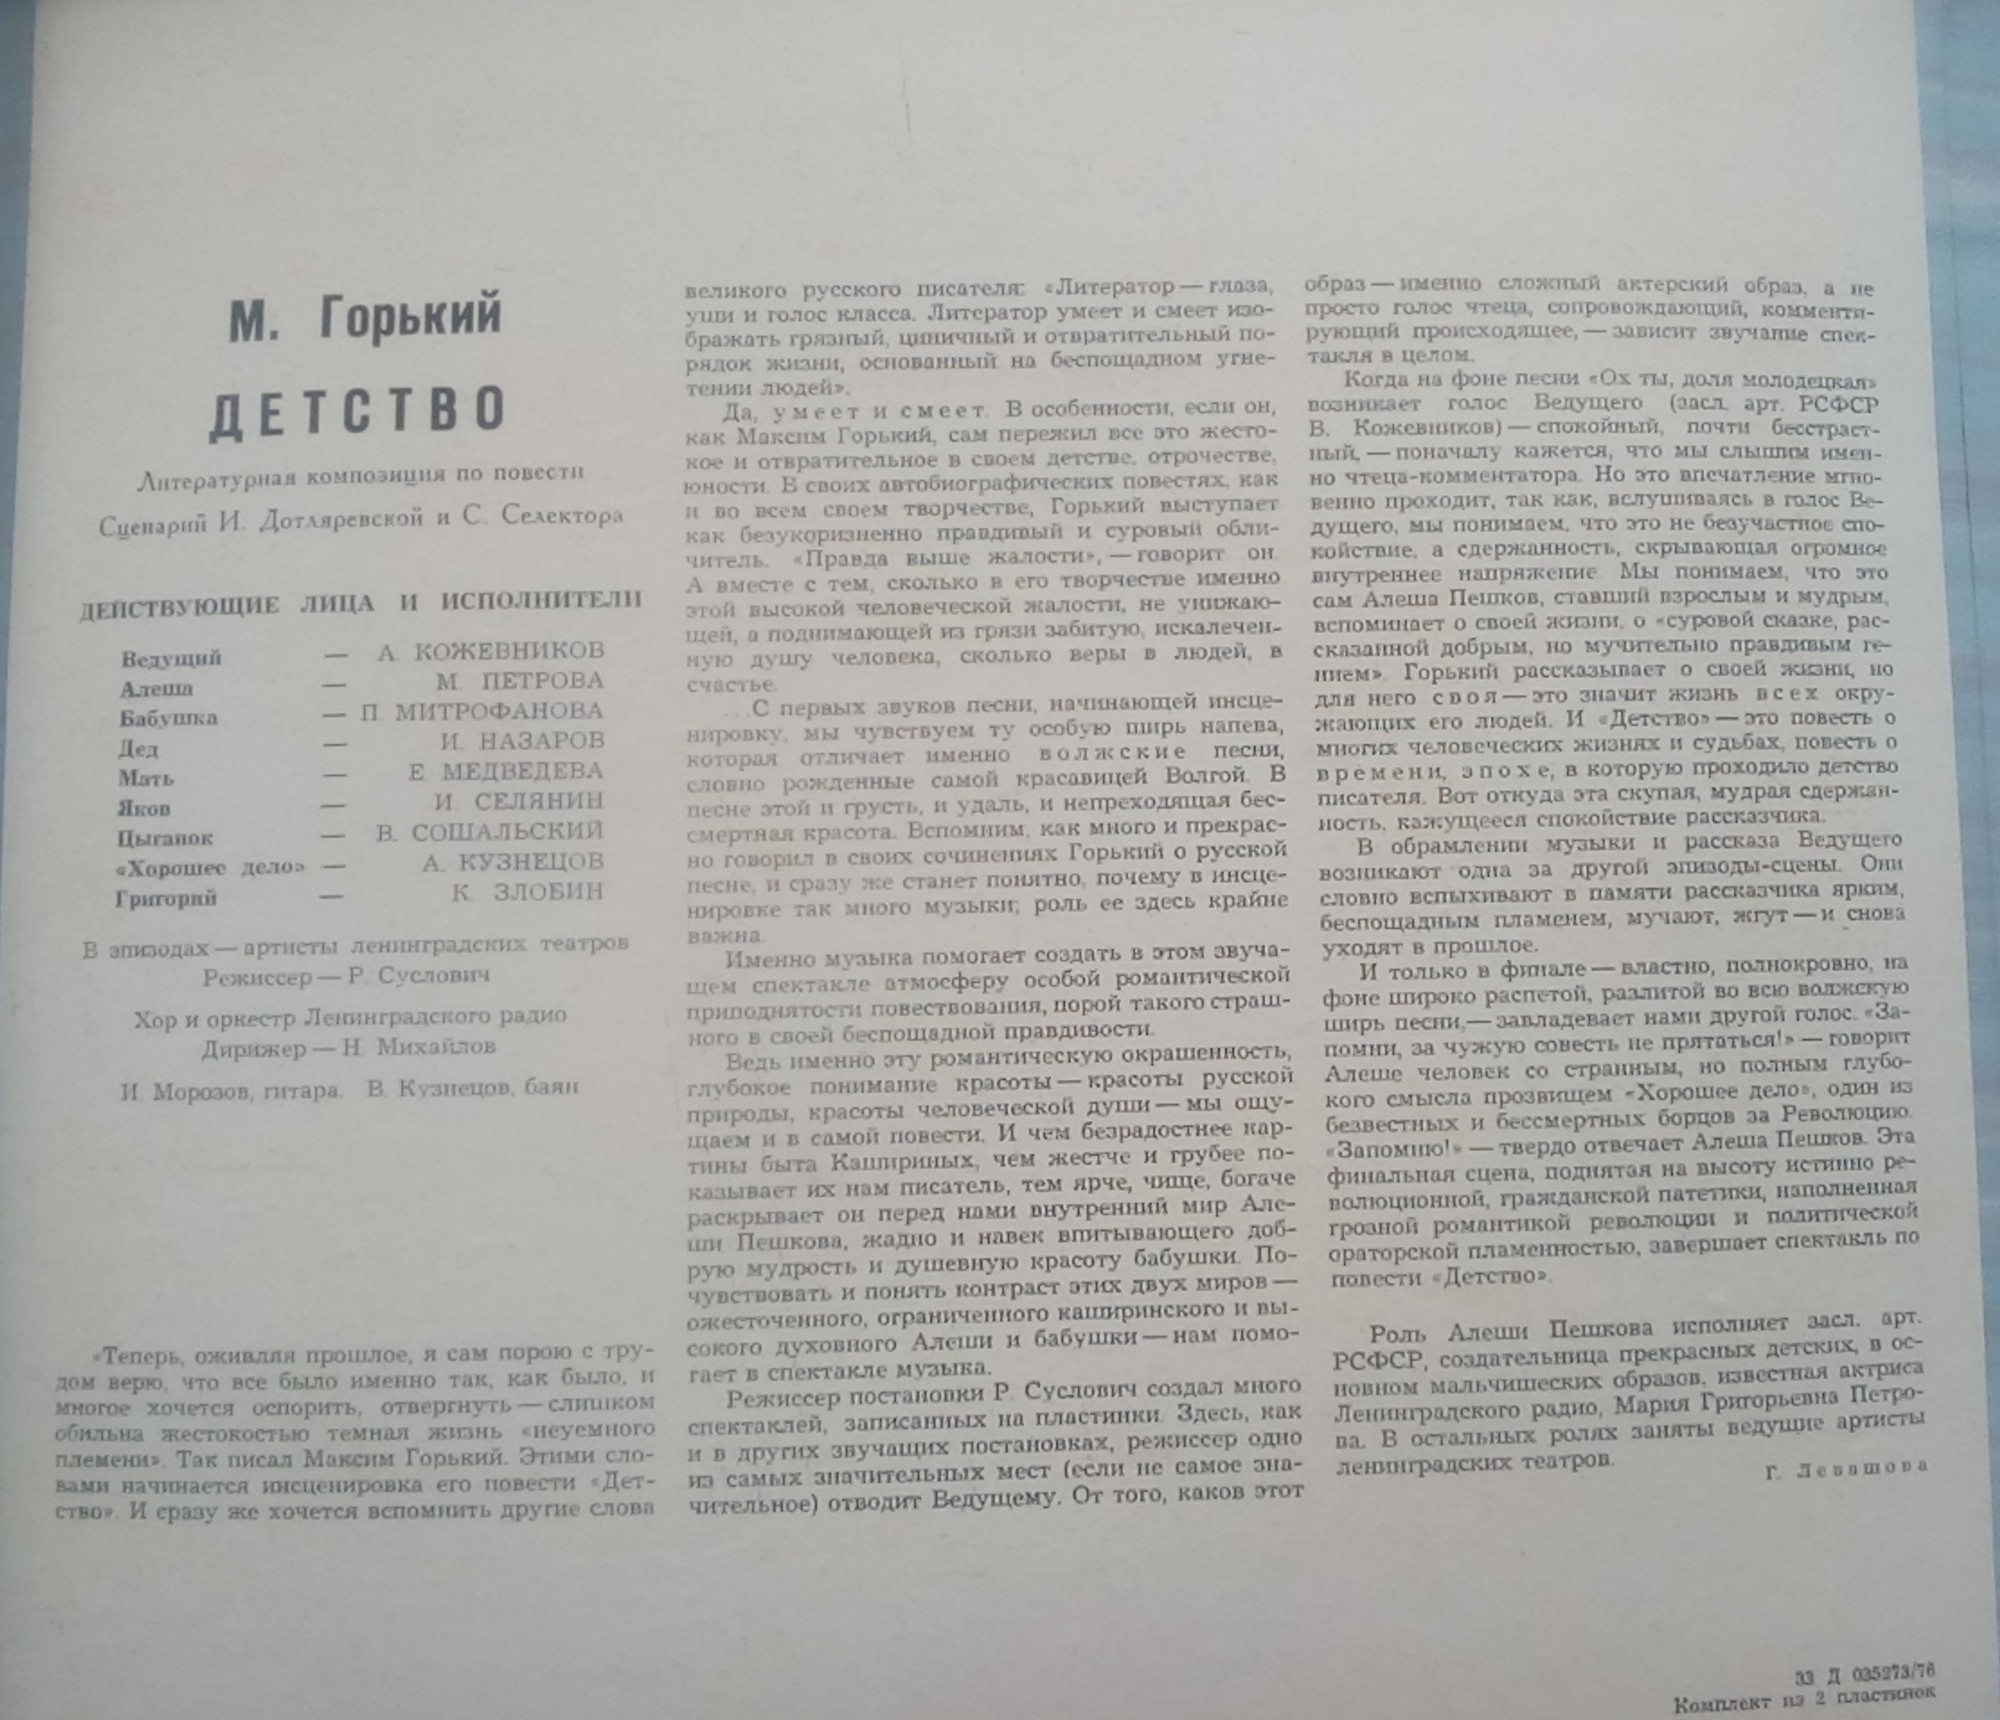 М. Горький
ДЕТСТВО
Литературная композиция по повести
Сценарий И. Дотляревской и С. Селектора
ДЕЙСТВУЮЩИЕ ЛИЦА И ИСПОЛНИТЕЛИ
Ведущий — А. КОЖЕВНИКОВ
Алеша — М. ПЕТРОВА
Бабушка — П. МИТРОФАНОВА
Дед — И. НАЗАРОВ
Мать — Е. МЕДВЕДЕВА
Яков — И. СЕЛЯНИН
Цыганок — В. СОШАЛЬСКИЙ
«Хорошее дело» — А. КУЗНЕЦОВ
Григорий — К. ЗЛОБИН
В эпизодах — артисты ленинградских театров
Режиссер — Р. Суслович
Хор и оркестр Ленинградского радио
Дирижер — Н. Михайлов
И. Морозов, гитара. В. Кузнецов, баян
«Теперь, оживляя прошлое, я сам порою с тру-
дом верю, что все было именно так, как было, и
многое хочется оспорить, отвергнуть — слишком
обильна жестокостью темная жизнь «неуемного
племени». Так писал Максим Горький. Этими сло-
вами начинается инсценировка его повести «Дет-
ство». И сразу же хочется вспомнить другие слова
великого русского писателя: «Литератор — глаза,
уши и голос класса. Литератор умеет и смеет изо-
бражать грязный, циничный и отвратительный по-
рядок жизни, основанный на беспощадном угне-
тении людей».
Да, умеет и смеет. В особенности, если он,
как Максим Горький, сам пережил все это жесто-
кое и отвратительное в своем детстве, отрочестве,
юности. В своих автобиографических повестях, как
и во всем своем творчестве, Горький выступает
как безукоризненно правдивый и суровый обли-
читель. «Правда выше жалости», — говорит он.
А вместе с тем, сколько в его творчестве именно
этой высокой человеческой жалости, не унижаю-
щей, а поднимающей из грязи забитую, искалечен-
ную душу человека, сколько веры в людей, в
счастье.
...С первых звуков песни, начинающей инсце-
нировку, мы чувствуем ту особую ширь напева,
которая отличает именно волжские песни,
словно рожденные самой красавицей Волгой. В
песне этой и грусть, и удаль, и непреходящая бес-
смертная красота. Вспомним, как много и прекрас-
но говорил в своих сочинениях Горький о русской
песне, и сразу же станет понятно, почему в инсце-
нировке так много музыки; роль ее здесь крайне
важна.
Именно музыка помогает создать в этом звуча-
щем спектакле атмосферу особой романтической
приподнятости повествования, порой такого страш-
ного в своей беспощадной правдивости.
Ведь именно эту романтическую окрашенность,
глубокое понимание красоты — красоты русской
природы, красоты человеческой души — мы ощу-
щаем и в самой повести. И чем безрадостнее кар-
тины быта Кашириных, чем жестче и грубее по-
казывает их нам писатель, тем ярче, чище, богаче
раскрывает он перед нами внутренний мир Але-
ши Пешкова, жадно и навек впитывающего доб-
рую мудрость и душевную красоту бабушки. По-
чувствовать и понять контраст этих двух миров —
ожесточенного, ограниченного каширинского и вы-
сокого духовного Алеши и бабушки — нам помо-
гает в спектакле музыка.
Режиссер постановки Р. Суслович создал много
спектаклей, записанных на пластинки. Здесь, как
и в других звучащих постановках, режиссер одно
из самых значительных мест (если не самое зна-
чительное) отводит Ведущему. От того, каков этот
образ — именно сложный актерский образ, а не
просто голос чтеца, сопровождающий, комменти-
рующий происходящее, — зависит звучание спек-
такля в целом.
Когда на фоне песни «Ох ты, доля молодецкая»
возникает голос Ведущего (засл. арт. РСФСР
В. Кожевников) — спокойный, почти бесстраст-
ный, — поначалу кажется, что мы слышим имен-
но чтеца-комментатора. Но это впечатление мгно-
венно проходит, так как, вслушиваясь в голос Ве-
дущего, мы понимаем, что это не безучастное спо-
койствие, а сдержанность, скрывающая огромное
внутреннее напряжение. Мы понимаем, что это
сам Алеша Пешков, ставший взрослым и мудрым,
вспоминает о своей жизни, о «суровой сказке, рас-
сказанной добрым, но мучительно правдивым ге-
нием». Горький рассказывает о своей жизни, но
для него своя — это значит жизнь всех окру-
жающих его людей. И «Детство» — это повесть о
многих человеческих жизнях и судьбах, повесть о
времени, эпохе, в которую проходило детство
писателя. Вот откуда эта скупая, мудрая сдержан-
ность, кажущееся спокойствие рассказчика.
В обрамлении музыки и рассказа Ведущего
возникают одна за другой эпизоды-сцены. Они
словно вспыхивают в памяти рассказчика ярким,
беспощадным пламенем, мучают, жгут — и снова
уходят в прошлое.
И только в финале — властно, полнокровно, на
фоне широко распетой, разлитой во всю волжскую
ширь песни, — завладевает нами другой голос. «За-
помни, за чужую совесть не прятаться!» — говорит
Алеше человек со странным, но полным глубо-
кого смысла прозвищем «Хорошее дело», один из
безвестных и бессмертных борцов за Революцию.
«Запомню!» — твердо отвечает Алеша Пешков. Эта
финальная сцена, поднятая на высоту истинно ре-
волюционной, гражданской патетики, наполненная
грозной романтикой революции и политической
ораторской пламенностью, завершает спектакль по
повести «Детство».
Роль Алеши Пешкова исполняет засл. арт.
РСФСР, создательница прекрасных детских, в ос-
новном мальчишеских образов, известная актриса
Ленинградского радио, Мария Григорьевна Петро-
ва. В остальных ролях заняты ведущие артисты
ленинградских театров.
Г. Левашова
33 Д 035273/76
Комплект из 2 пластинок